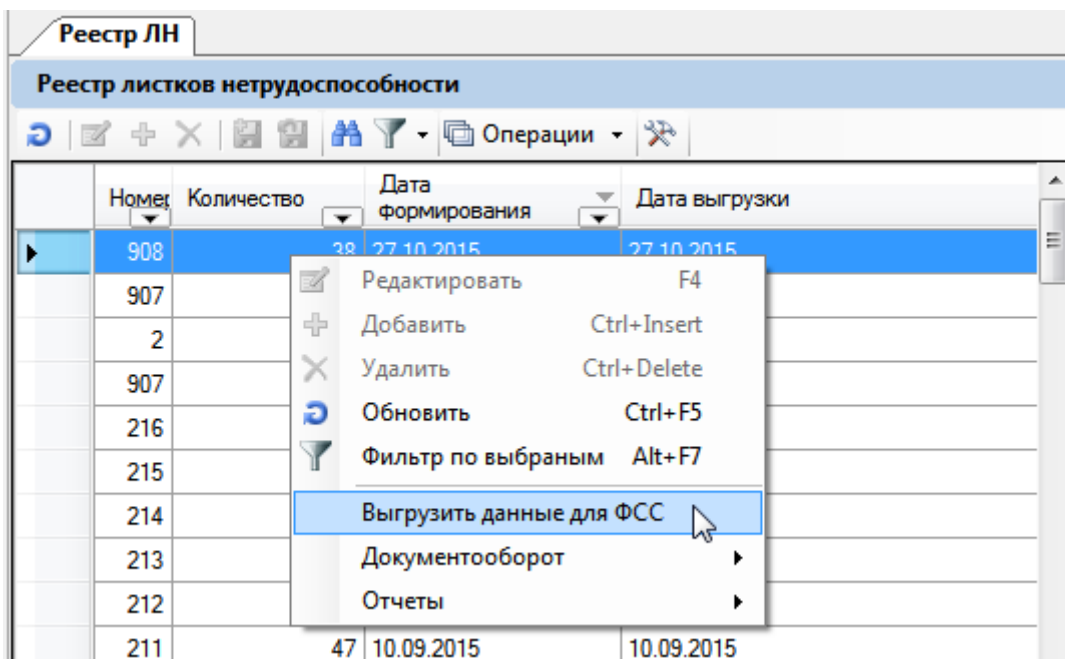 Реестр ЛН
Реестр листков нетрудоспособности
Операции
Номер Количество Дата формирования Дата выгрузки
908 38 27.10.2015 27.10.2015
Редактировать F4
907
Добавить Ctrl+Insert
2
Удалить Ctrl+Delete
907
Обновить Ctrl+F5
216
Фильтр по выбраным Alt+F7
215
Выгрузить данные для ФСС
214
Документооборот
213
Отчеты
212
211 47 10.09.2015 10.09.2015